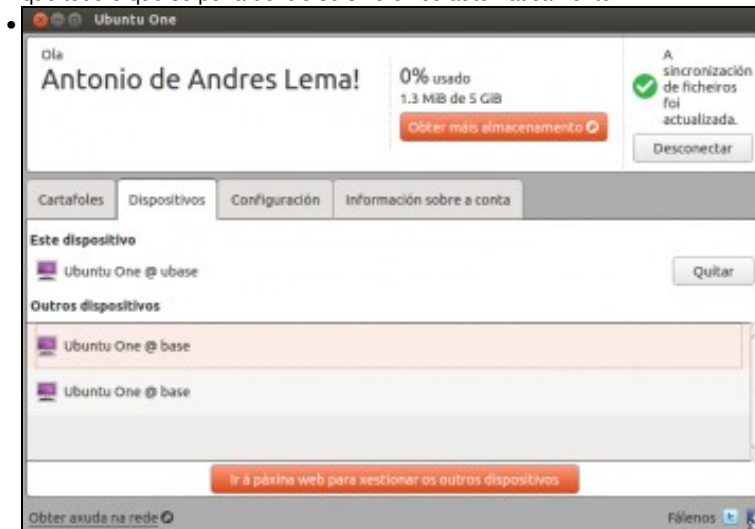 Ubuntu One
Ola
Antonio de Andres Lema!
0% usado
1.3 MiB de 5 GiB
Obter máis almacenamento
A
sincronización
de ficheiros
foi
actualizada.
Desconectar
Cartafoles
Dispositivos
Configuración
Información sobre a conta
Este dispositivo
Ubuntu One @ ubase
Quitar
Outros dispositivos
Ubuntu One @ base
Ubuntu One @ base
Ir á páxina web para xestionar os outros dispositivos
Obter axuda na rede
Fálenos